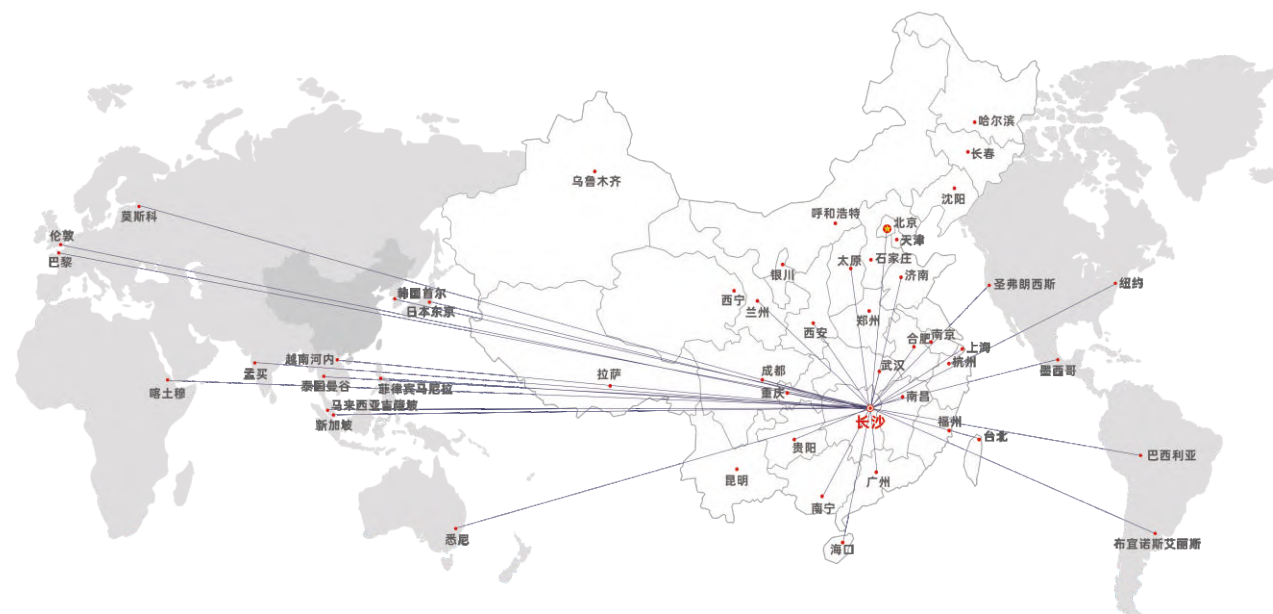 哈尔滨
长春
乌鲁木齐
沈阳
莫斯科
呼和浩特
北京
伦敦
天津
巴黎
石家庄
太原
银川
济南
圣弗朗西斯
纽约
韩国首尔
西宁
兰州
日本东京
郑州
西安
南京
合肥
上海
越南河内
杭州
武汉
墨西哥
孟买
成都
拉萨
泰国曼谷
菲律宾马尼拉
喀土穆
重庆
南昌
马来西亚吉隆坡
新加坡
长沙
福州
台北
贵阳
巴西利亚
昆明
广州
南宁
悉尼
布宜诺斯艾丽斯
海口